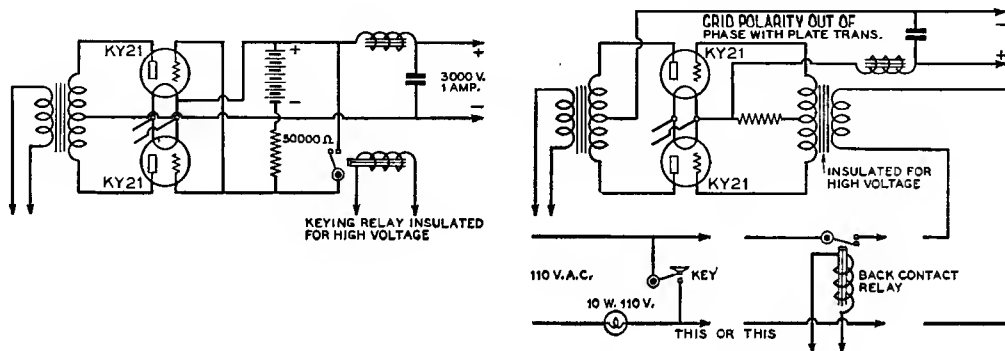 KY21
+
−
50000 Ω
KY21
+
3000 V.
1 AMP.
−
KEYING RELAY INSULATED
FOR HIGH VOLTAGE
GRID POLARITY OUT OF
PHASE WITH PLATE TRANS.
KY21
−
+
KY21
INSULATED FOR
HIGH VOLTAGE
110 V.A.C.
KEY
10 W. 110 V.
BACK CONTACT
RELAY
THIS OR THIS